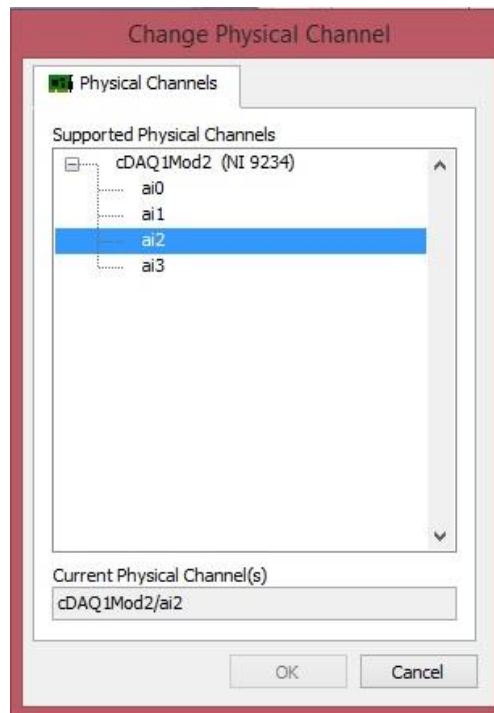 Change Physical Channel
Physical Channels
Supported Physical Channels
cDAQ1Mod2 (NI 9234)
ai0
ai1
ai2
ai3
Current Physical Channel(s)
cDAQ1Mod2/ai2
OK Cancel